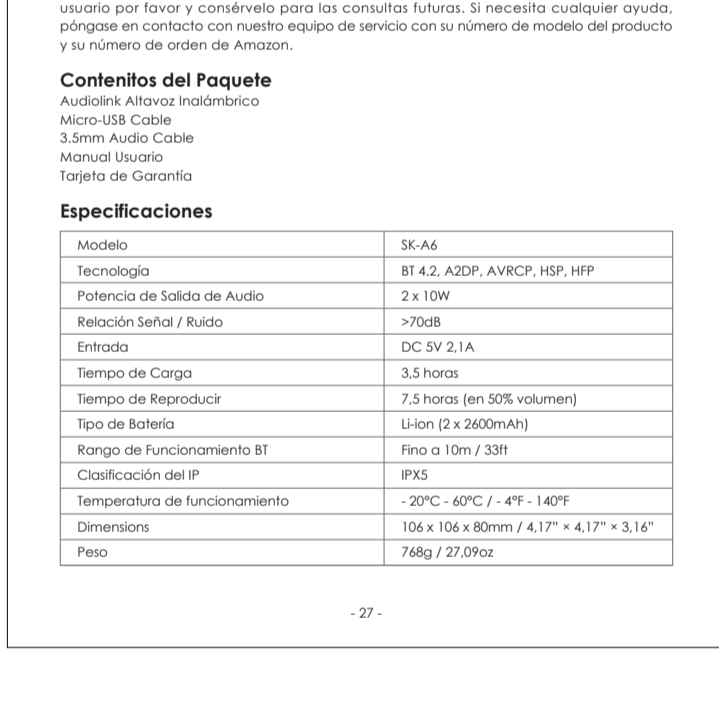 usuario por favor y consérvelo para las consultas futuras. Si necesita cualquier ayuda,
póngase en contacto con nuestro equipo de servicio con su número de modelo del producto
y su número de orden de Amazon.
Contenitos del Paquete
Audiolink Altavoz Inalámbrico
Micro-USB Cable
3.5mm Audio Cable
Manual Usuario
Tarjeta de Garantía
Especificaciones
Modelo SK-A6
Tecnología BT 4.2, A2DP, AVRCP, HSP, HFP
Potencia de Salida de Audio 2 x 10W
Relación Señal / Ruido >70dB
Entrada DC 5V 2,1A
Tiempo de Carga 3,5 horas
Tiempo de Reproducir 7,5 horas (en 50% volumen)
Tipo de Batería Li-ion (2 x 2600mAh)
Rango de Funcionamiento BT Fino a 10m / 33ft
Clasificación del IP IPX5
Temperatura de funcionamiento - 20ºC - 60ºC / - 4ºF - 140ºF
Dimensions 106 x 106 x 80mm / 4,17" × 4,17" × 3,16"
Peso 768g / 27,09oz
- 27 -